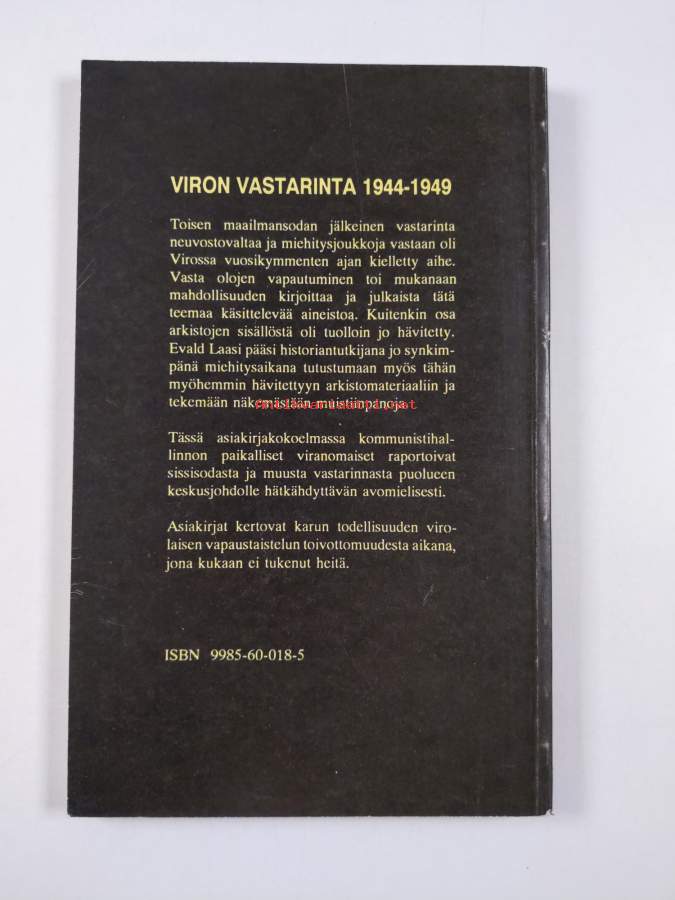 VIRON VASTARINTA 1944-1949
Toisen maailmansodan jälkeinen vastarinta
neuvostovaltaa ja miehitysjoukkoja vastaan oli
Virossa vuosikymmenten ajan kielletty aihe.
Vasta olojen vapautuminen toi mukanaan
mahdollisuuden kirjoittaa ja julkaista tätä
teemaa käsittelevää aineistoa. Kuitenkin osa
arkistojen sisällöstä oli tuolloin jo hävitetty.
Evald Laasi pääsi historiantutkijana jo synkim-
pänä miehitysaikana tutustumaan myös tähän
myöhemmin hävitettyyn arkistomateriaaliin ja
tekemään näkemästään muistiinpanoja.
Tässä asiakirjakokoelmassa kommunistihal-
linnon paikalliset viranomaiset raportoivat
sissisodasta ja muusta vastarinnasta puolueen
keskusjohdolle hätkähdyttävän avomielisesti.
Asiakirjat kertovat karun todellisuuden viro-
laisen vapaustaistelun toivottomuudesta aikana,
jona kukaan ei tukenut heitä.
ISBN 9985-60-018-5